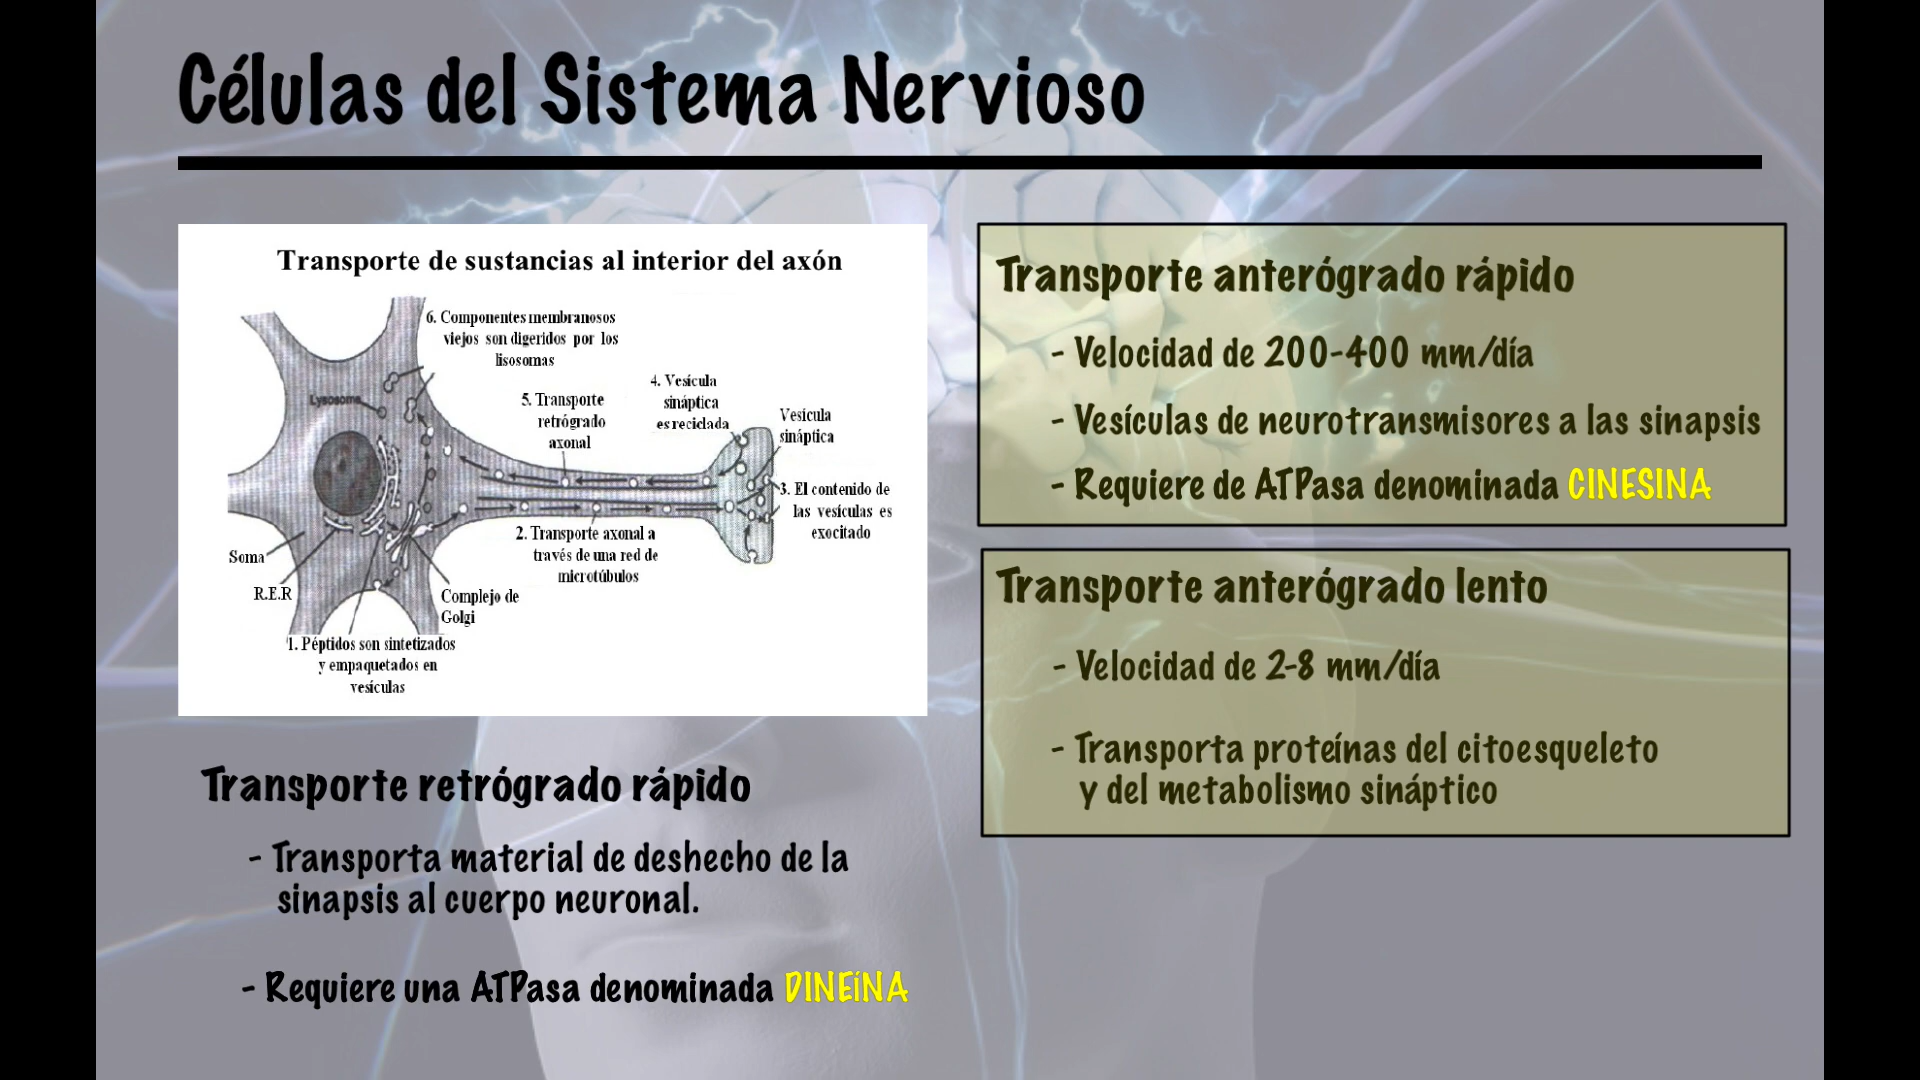 Células del Sistema Nervioso
Transporte de sustancias al interior del axón
6. Componentes membranosos
viejos son digeridos por los
lisosomas
Lysosoma
5. Transporte
retrógrado
axonal
4. Vesícula
sináptica
es reciclada
Vesícula
sináptica
3. El contenido de
las vesículas es
exocitado
2. Transporte axonal a
través de una red de
microtúbulos
Soma
R.E.R
Complejo de
Golgi
1. Péptidos son sintetizados
y empaquetados en
vesículas
Transporte retrógrado rápido
- Transporta material de deshecho de la
sinapsis al cuerpo neuronal.
- Requiere una ATPasa denominada DINEíNA
Transporte anterógrado rápido
- Velocidad de 200-400 mm/día
- Vesículas de neurotransmisores a las sinapsis
- Requiere de ATPasa denominada CINESINA
Transporte anterógrado lento
- Velocidad de 2-8 mm/día
- Transporta proteínas del citoesqueleto
y del metabolismo sináptico